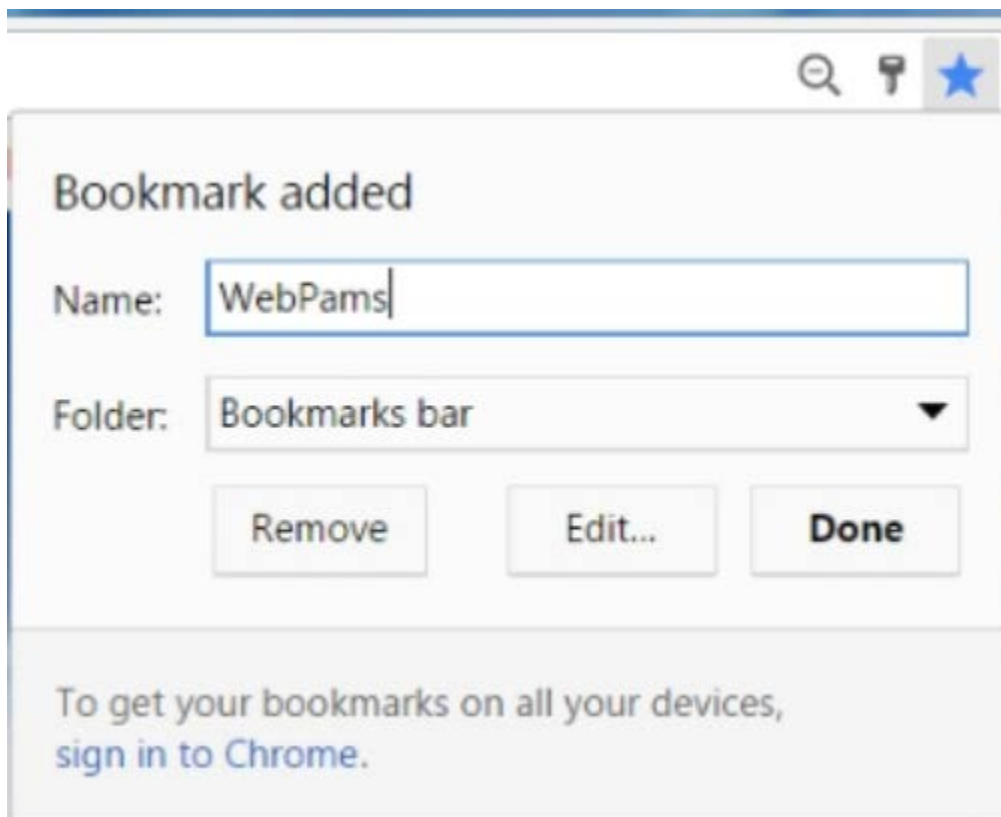 Bookmark added
Name: WebPams
Folder: Bookmarks bar
Remove Edit... Done
To get your bookmarks on all your devices,
sign in to Chrome.